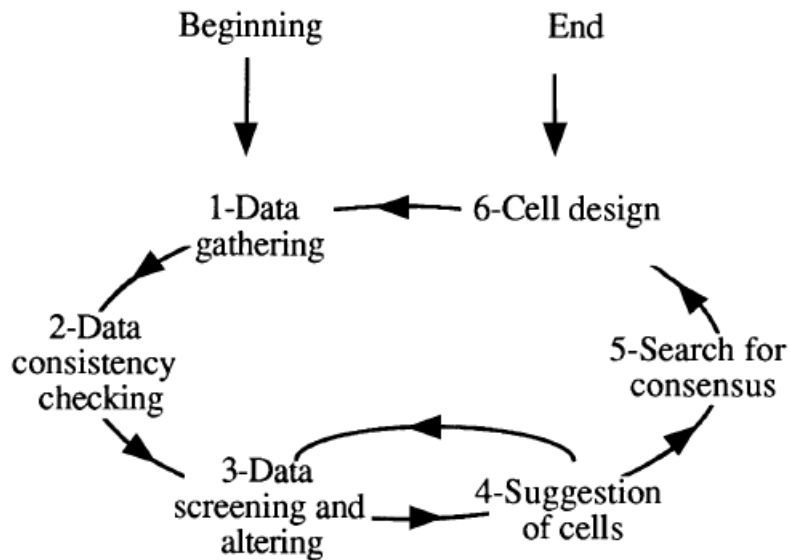 Beginning
End
1-Data
gathering
6-Cell design
2-Data
consistency
checking
5-Search for
consensus
3-Data
screening and
altering
4-Suggestion
of cells